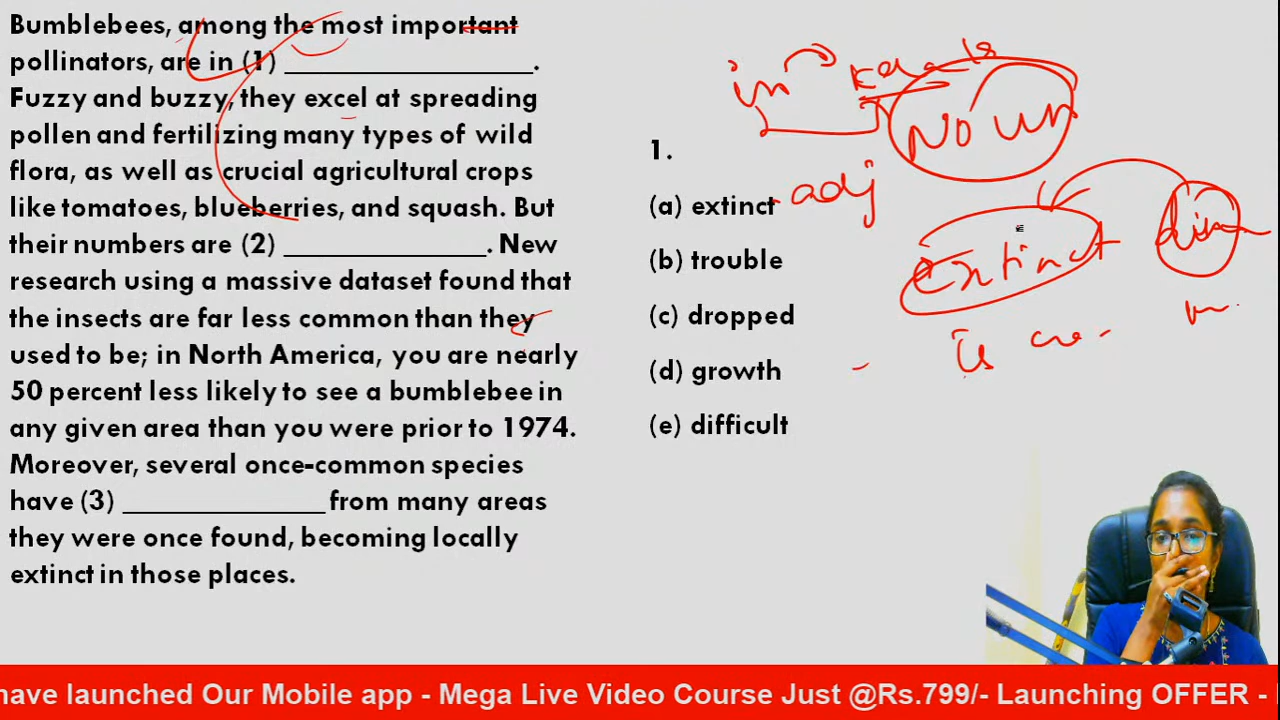 Bumblebees, among the most important
pollinators, are in (1) ____________________.
Fuzzy and buzzy, they excel at spreading
pollen and fertilizing many types of wild
flora, as well as crucial agricultural crops
like tomatoes, blueberries, and squash. But
their numbers are (2) ________________. New
research using a massive dataset found that
the insects are far less common than they
used to be; in North America, you are nearly
50 percent less likely to see a bumblebee in
any given area than you were prior to 1974.
Moreover, several once-common species
have (3) ________________ from many areas
they were once found, becoming locally
extinct in those places.
in
Noun
1.
(a) extinct
adj
(b) trouble
(c) dropped
(d) growth
(e) difficult
extinct
is
have launched Our Mobile app - Mega Live Video Course Just @Rs.799/- Launching OFFER -